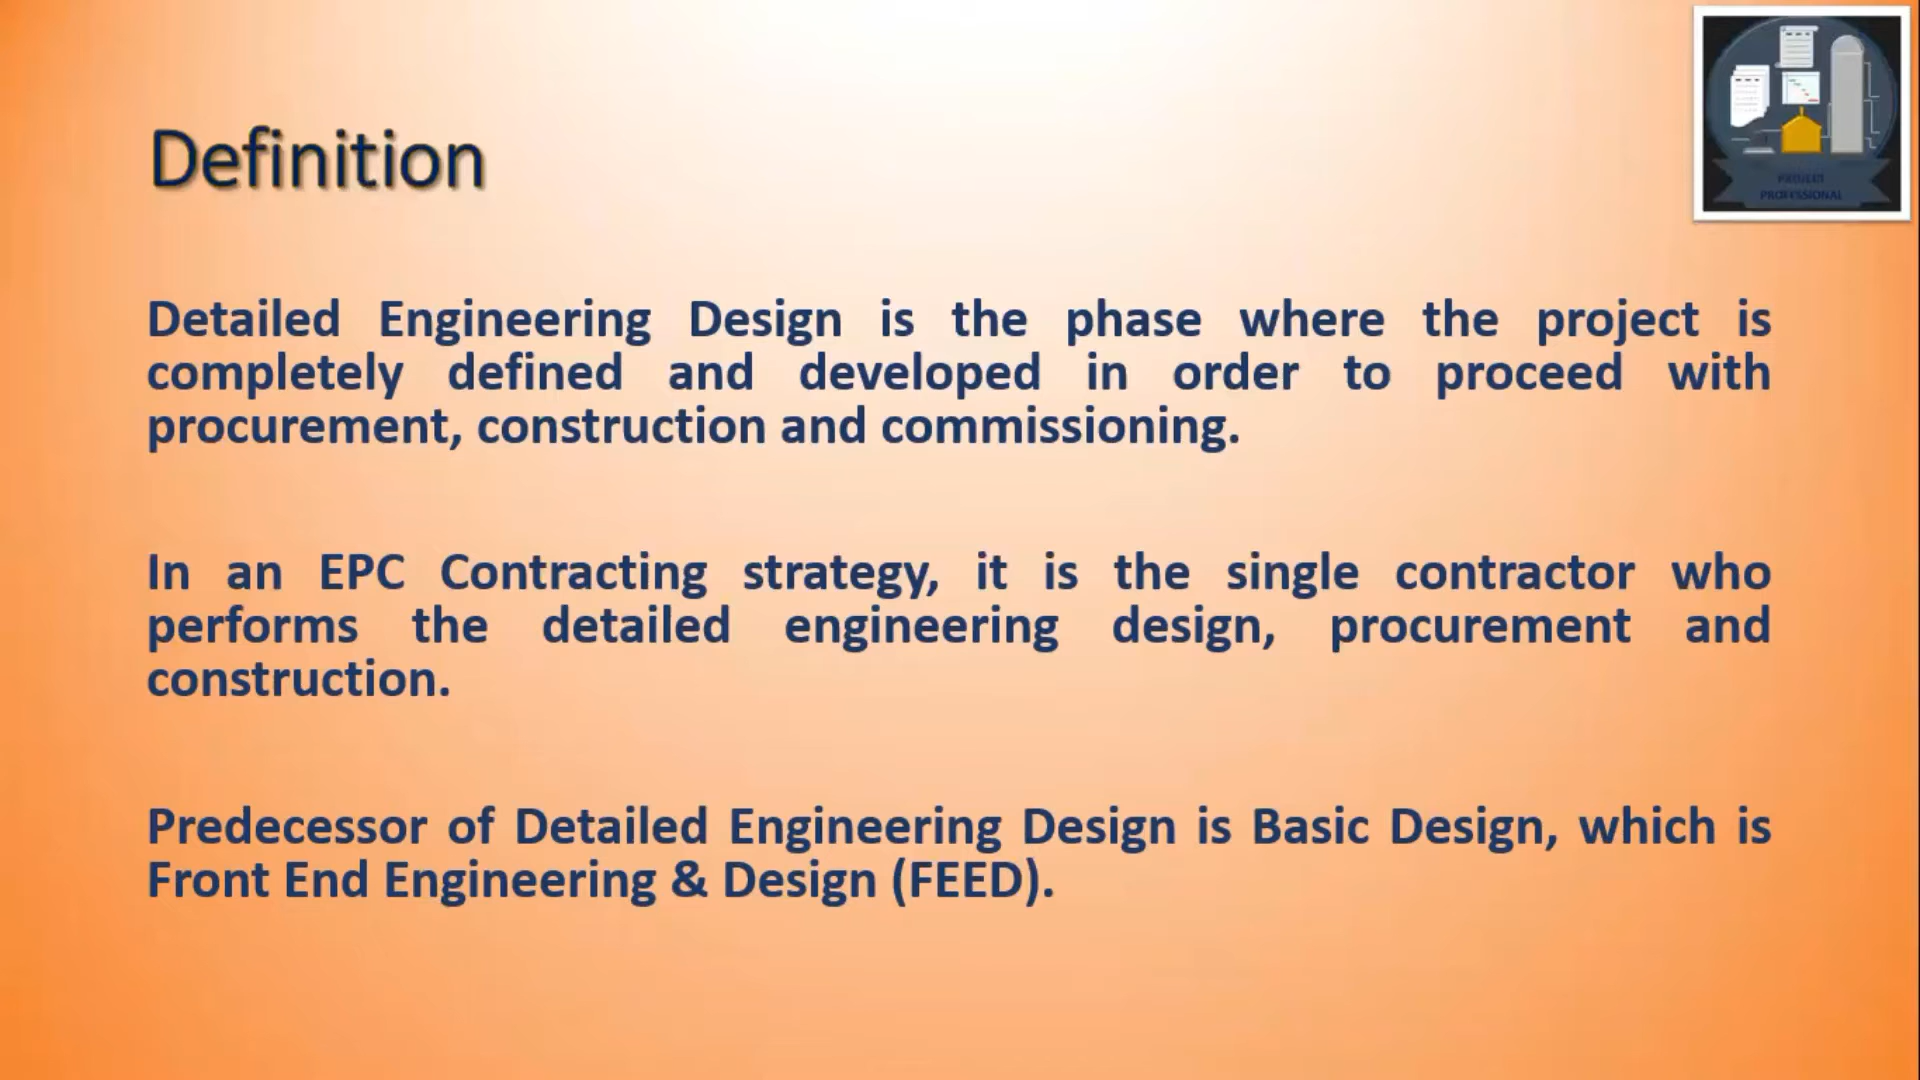 Definition
PROJECT
PROFESSIONAL
Detailed Engineering Design is the phase where the project is
completely defined and developed in order to proceed with
procurement, construction and commissioning.
In an EPC Contracting strategy, it is the single contractor who
performs the detailed engineering design, procurement and
construction.
Predecessor of Detailed Engineering Design is Basic Design, which is
Front End Engineering & Design (FEED).